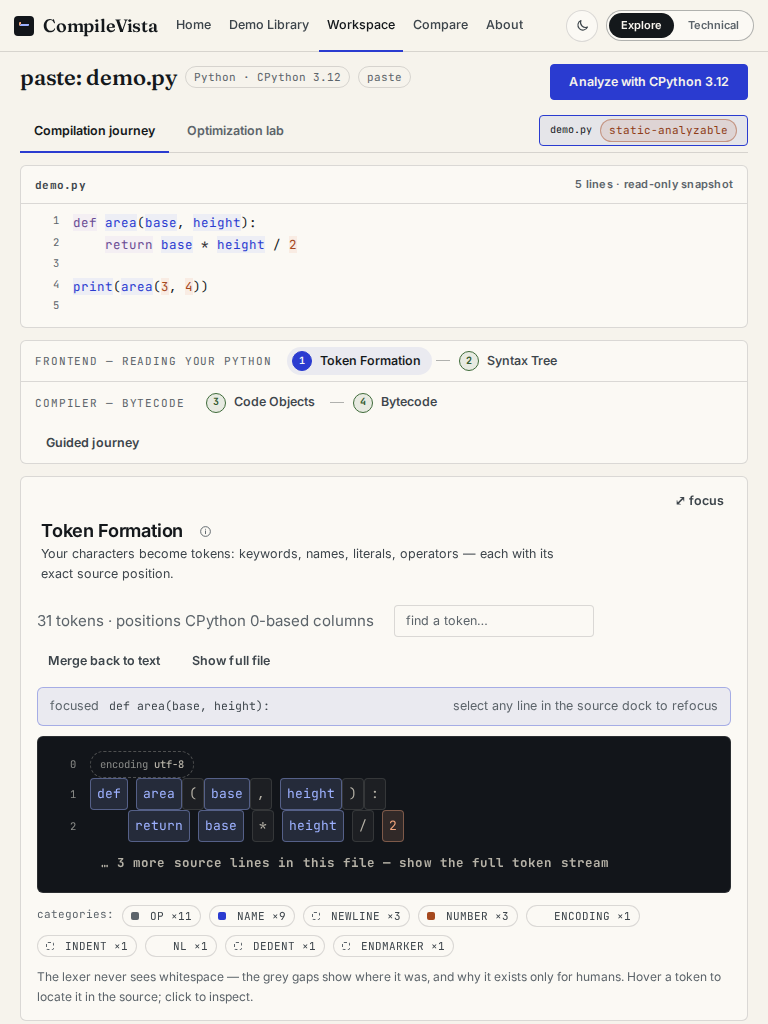 CompileVista Home Demo Library Workspace Compare About Explore Technical
paste: demo.py Python · CPython 3.12 paste Analyze with CPython 3.12
Compilation journey Optimization lab demo.py static-analyzable
demo.py 5 lines · read-only snapshot
1 def area(base, height):
2 return base * height / 2
3
4 print(area(3, 4))
5
FRONTEND — READING YOUR PYTHON 1 Token Formation — 2 Syntax Tree
COMPILER — BYTECODE 3 Code Objects — 4 Bytecode
Guided journey
⤢ focus
Token Formation ⓘ
Your characters become tokens: keywords, names, literals, operators — each with its
exact source position.
31 tokens · positions CPython 0-based columns find a token…
Merge back to text Show full file
focused def area(base, height): select any line in the source dock to refocus
0 encoding utf-8
1 def area ( base , height ) :
2 return base * height / 2
… 3 more source lines in this file — show the full token stream
categories: OP ×11 NAME ×9 NEWLINE ×3 NUMBER ×3 ENCODING ×1
INDENT ×1 NL ×1 DEDENT ×1 ENDMARKER ×1
The lexer never sees whitespace — the grey gaps show where it was, and why it exists only for humans. Hover a token to
locate it in the source; click to inspect.